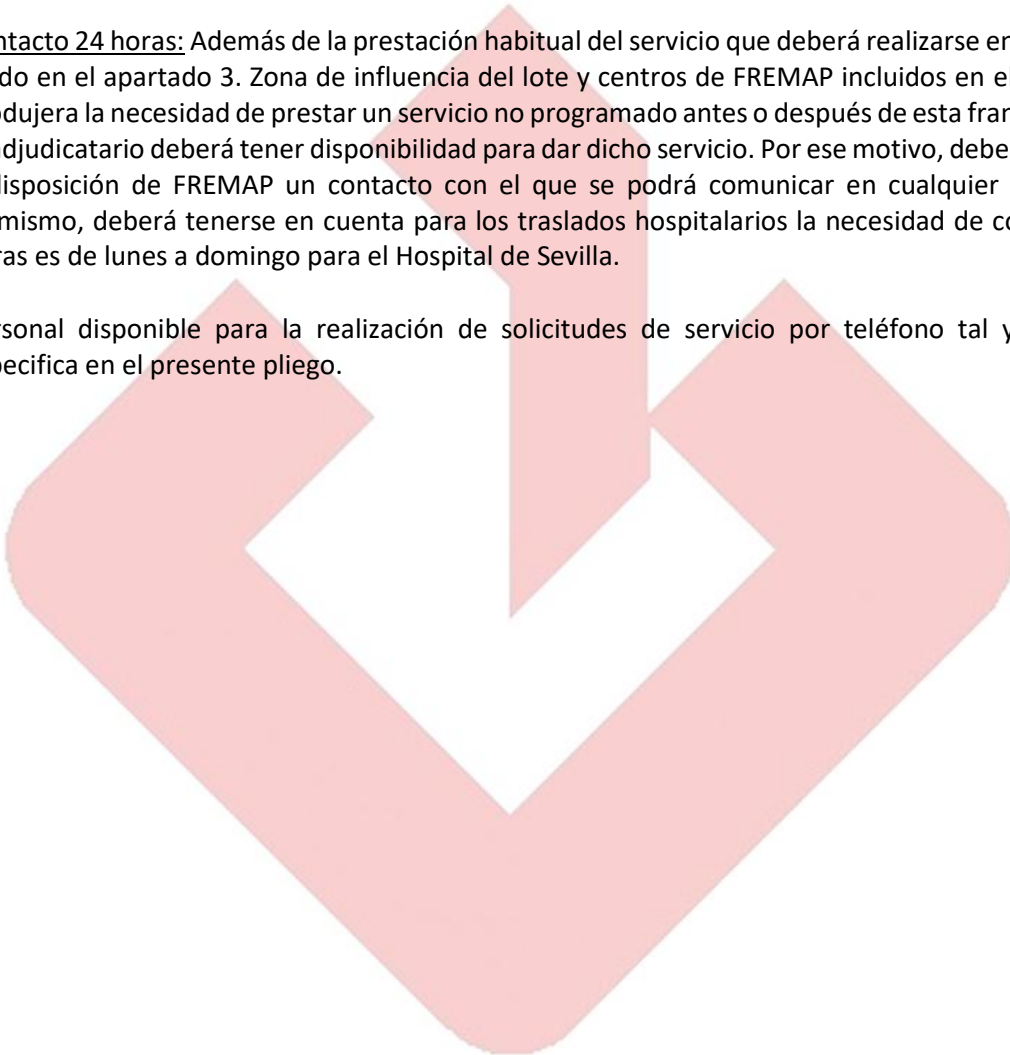 ntacto 24 horas: Además de la prestación habitual del servicio que deberá realizarse en
do en el apartado 3. Zona de influencia del lote y centros de FREMAP incluidos en el
odujera la necesidad de prestar un servicio no programado antes o después de esta fran
adjudicatario deberá tener disponibilidad para dar dicho servicio. Por ese motivo, debe
disposición de FREMAP un contacto con el que se podrá comunicar en cualquier
mismo, deberá tenerse en cuenta para los traslados hospitalarios la necesidad de co
ras es de lunes a domingo para el Hospital de Sevilla.
rsonal disponible para la realización de solicitudes de servicio por teléfono tal y
pecifica en el presente pliego.